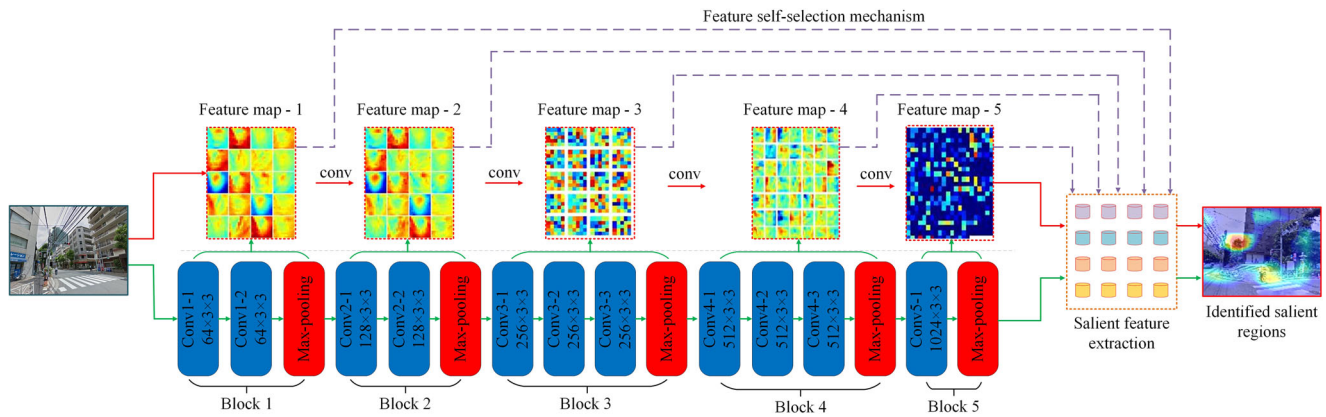 Feature self-selection mechanism
Feature map - 1
Feature map - 2
Feature map - 3
Feature map - 4
Feature map - 5
conv
conv
conv
conv
Conv1-1
64×3×3
Conv1-2
64×3×3
Max-pooling
Conv2-1
128×3×3
Conv2-2
128×3×3
Max-pooling
Conv3-1
256×3×3
Conv3-2
256×3×3
Conv3-3
256×3×3
Max-pooling
Conv4-1
512×3×3
Conv4-2
512×3×3
Conv4-3
512×3×3
Max-pooling
Conv5-1
1024×3×3
Max-pooling
Salient feature
extraction
Identified salient
regions
Block 1
Block 2
Block 3
Block 4
Block 5